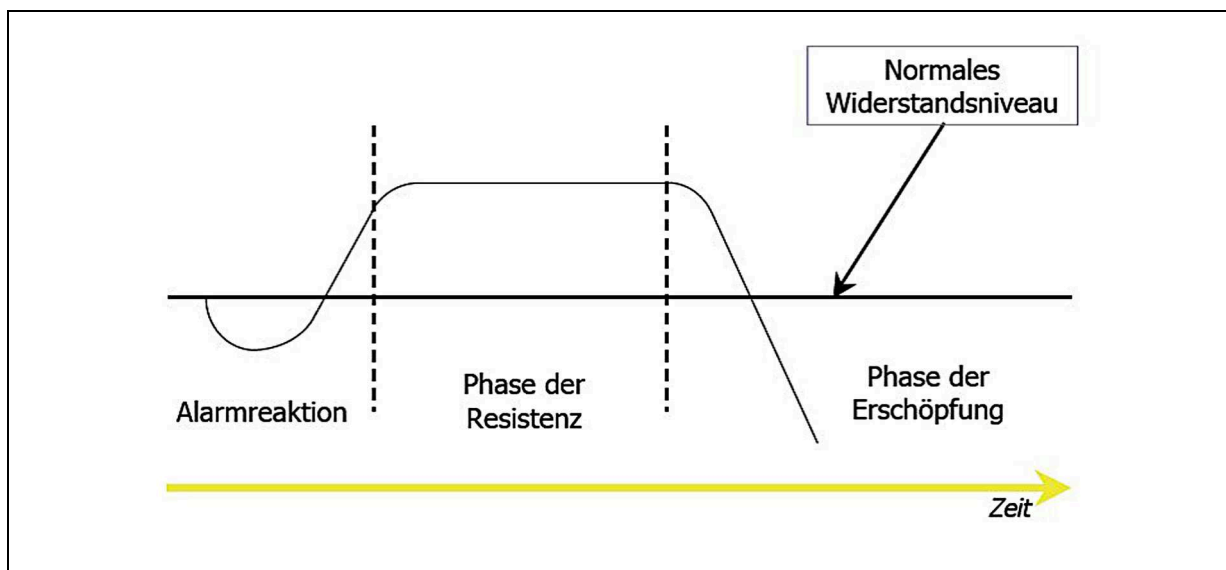 Normales
Widerstandsniveau
Alarmreaktion
Phase der
Resistenz
Phase der
Erschöpfung
Zeit